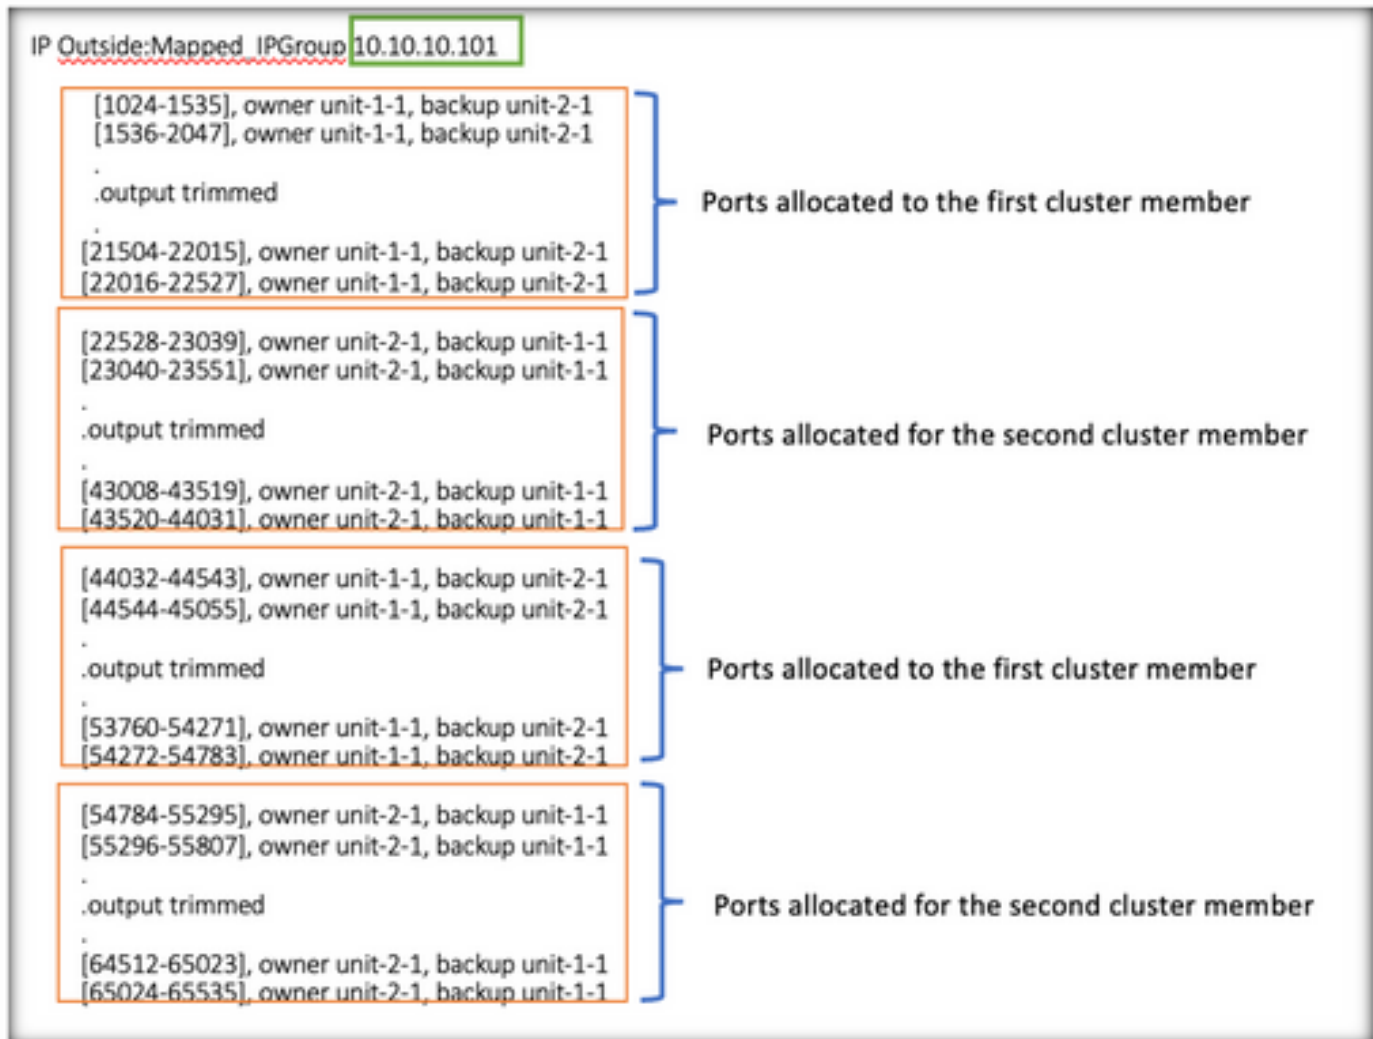 IP Outside:Mapped_IPGroup 10.10.10.101
[1024-1535], owner unit-1-1, backup unit-2-1
[1536-2047], owner unit-1-1, backup unit-2-1
.
.output trimmed
.
[21504-22015], owner unit-1-1, backup unit-2-1
[22016-22527], owner unit-1-1, backup unit-2-1
Ports allocated to the first cluster member
[22528-23039], owner unit-2-1, backup unit-1-1
[23040-23551], owner unit-2-1, backup unit-1-1
.
.output trimmed
.
[43008-43519], owner unit-2-1, backup unit-1-1
[43520-44031], owner unit-2-1, backup unit-1-1
Ports allocated for the second cluster member
[44032-44543], owner unit-1-1, backup unit-2-1
[44544-45055], owner unit-1-1, backup unit-2-1
.
.output trimmed
.
[53760-54271], owner unit-1-1, backup unit-2-1
[54272-54783], owner unit-1-1, backup unit-2-1
Ports allocated to the first cluster member
[54784-55295], owner unit-2-1, backup unit-1-1
[55296-55807], owner unit-2-1, backup unit-1-1
.
.output trimmed
.
[64512-65023], owner unit-2-1, backup unit-1-1
[65024-65535], owner unit-2-1, backup unit-1-1
Ports allocated for the second cluster member